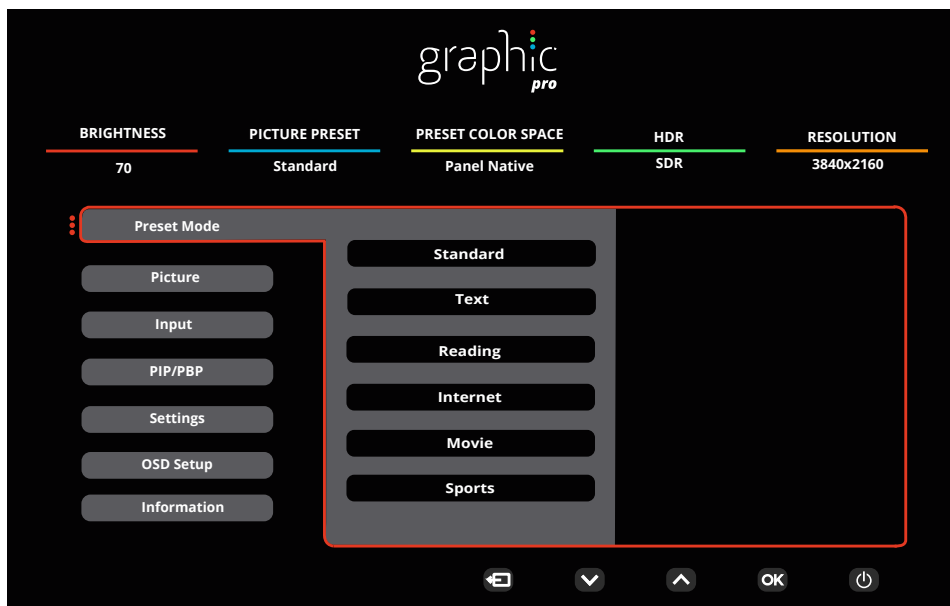 graphic
pro
BRIGHTNESS PICTURE PRESET PRESET COLOR SPACE HDR RESOLUTION
70 Standard Panel Native SDR 3840x2160
Preset Mode
Picture
Input
PIP/PBP
Settings
OSD Setup
Information
Standard
Text
Reading
Internet
Movie
Sports
OK